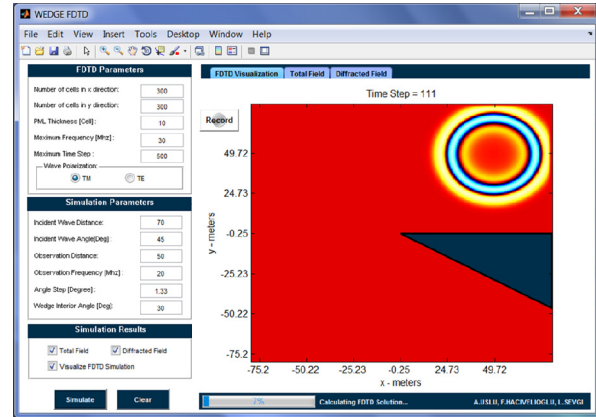 WEDGE FDTD
File Edit View Insert Tools Desktop Window Help
FDTD Parameters
Number of cells in x direction: 300
Number of cells in y direction: 300
PML Thickness [Cell]: 10
Maximum Frequency [Mhz]: 30
Maximum Time Step: 500
Wave Polarization:
TM TE
Simulation Parameters
Incident Wave Distance: 70
Incident Wave Angle[Deg]: 45
Observation Distance: 50
Observation Frequency [Mhz]: 20
Angle Step [Degree]: 1.33
Wedge Interior Angle [Deg]: 30
Simulation Results
Total Field Diffracted Field
Visualize FDTD Simulation
Simulate Clear
FDTD Visualization Total Field Diffracted Field
Record
Time Step = 111
y - meters
49.72
24.73
-0.25
-25.23
-50.22
-75.2
-75.2 -50.22 -25.23 -0.25 24.73 49.72
x - meters
7% Calculating FDTD Solution... A.USLU, F.HACIVELIOGLU, L.SEVGI